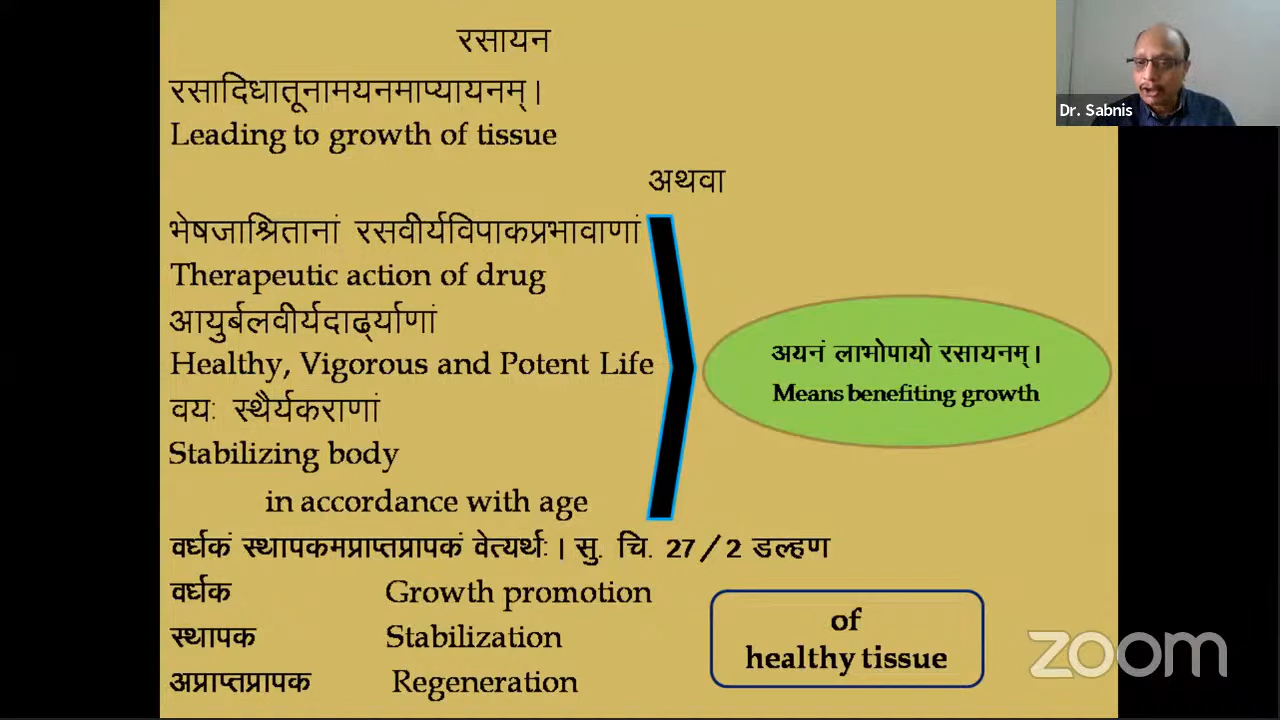 रसायन
रसादिधातूनामयनमाप्यायनम्।
Leading to growth of tissue
अथवा
भेषजाश्रितानां रसवीर्यविपाकप्रभावाणां
Therapeutic action of drug
आयुर्बलवीर्यदार्ढ्याणां
Healthy, Vigorous and Potent Life
वयः स्थैर्यकराणां
Stabilizing body
in accordance with age
अयनं लाभोपायो रसायनम्।
Means benefiting growth
वर्धकं स्थापकमप्राप्तप्रापकं वेत्यर्थः। सु. चि. 27/2 डल्हण
वर्धक Growth promotion
स्थापक Stabilization
अप्राप्तप्रापक Regeneration
of
healthy tissue
Dr. Sabnis
zoom